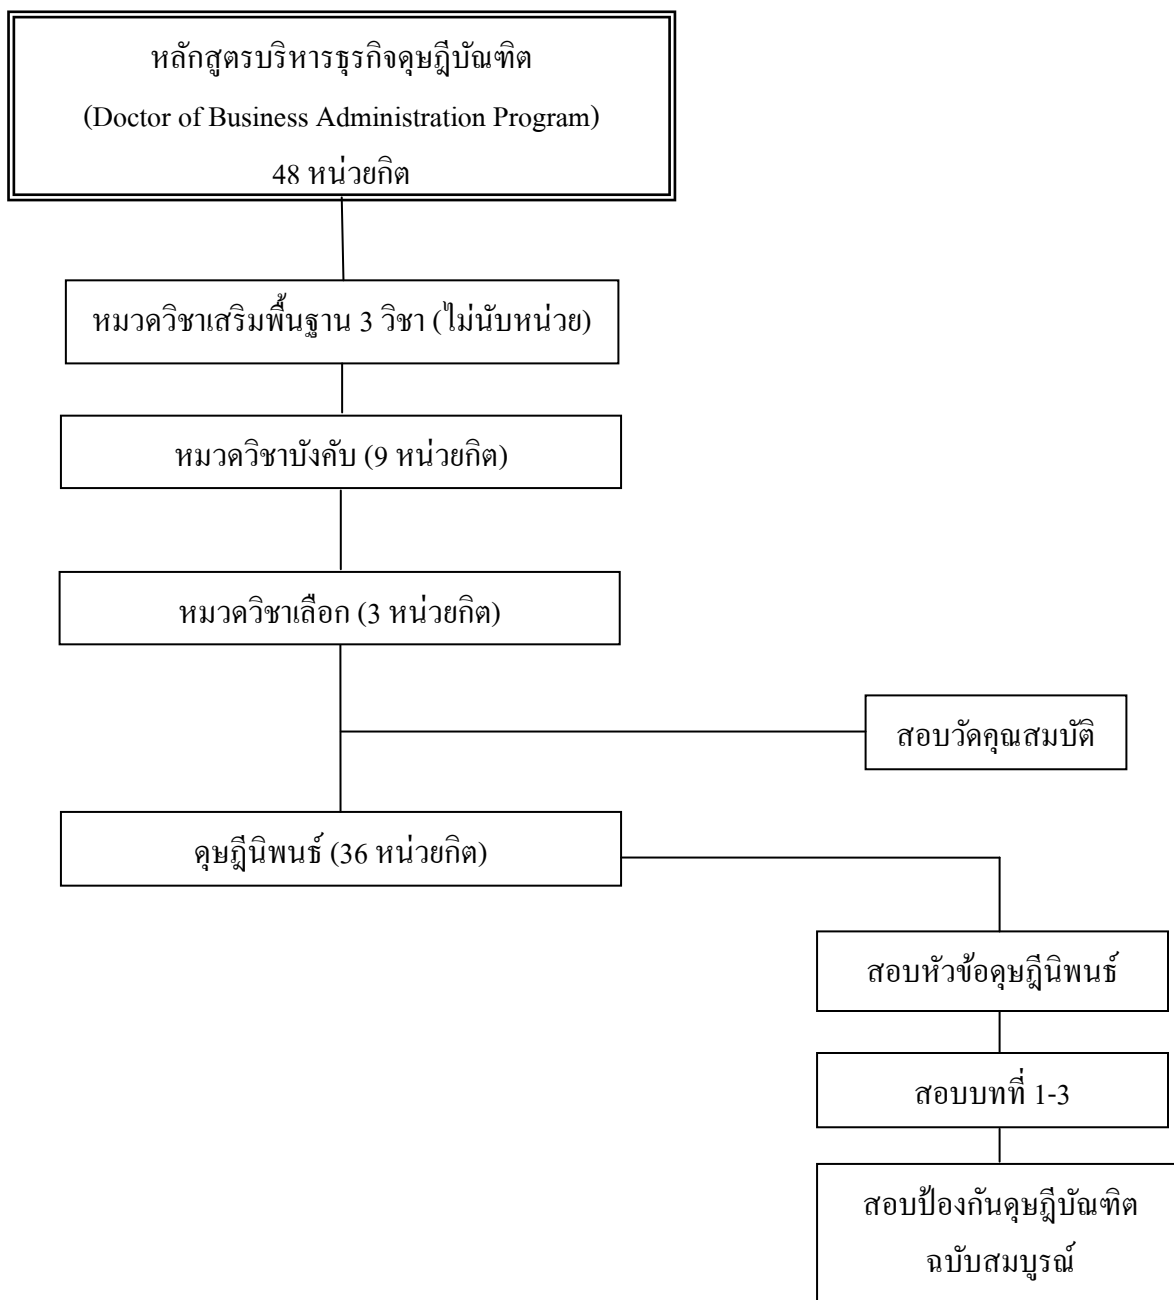 หลักสูตรบริหารธุรกิจดุษฎีบัณฑิต
(Doctor of Business Administration Program)
48 หน่วยกิต
หมวดวิชาเสริมพื้นฐาน 3 วิชา (ไม่นับหน่วย)
หมวดวิชาบังคับ (9 หน่วยกิต)
หมวดวิชาเลือก (3 หน่วยกิต)
สอบวัดคุณสมบัติ
ดุษฎีนิพนธ์ (36 หน่วยกิต)
สอบหัวข้อดุษฎีนิพนธ์
สอบบทที่ 1-3
สอบป้องกันดุษฎีบัณฑิต
ฉบับสมบูรณ์